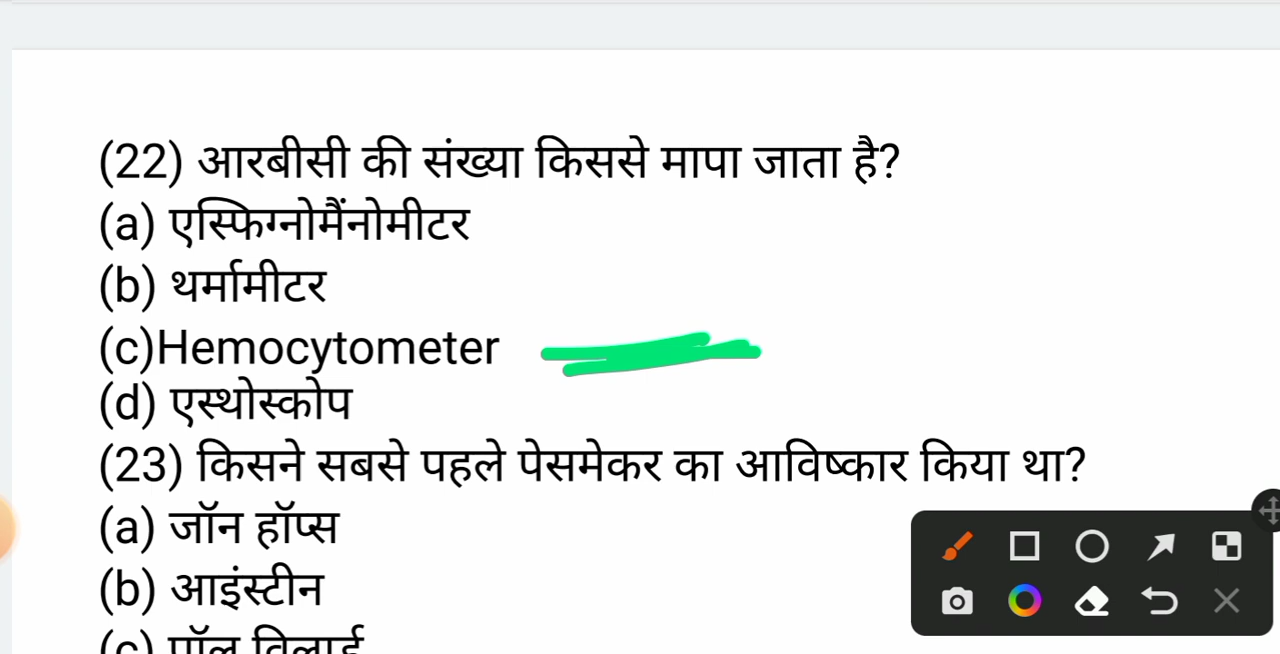 (22) आरबीसी की संख्या किससे मापा जाता है?
(a) एस्फिग्नोमैंनोमीटर
(b) थर्मामीटर
(c)Hemocytometer
(d) एस्थोस्कोप
(23) किसने सबसे पहले पेसमेकर का आविष्कार किया था?
(a) जॉन हॉप्स
(b) आइंस्टीन
(c) पॉल विलार्ड